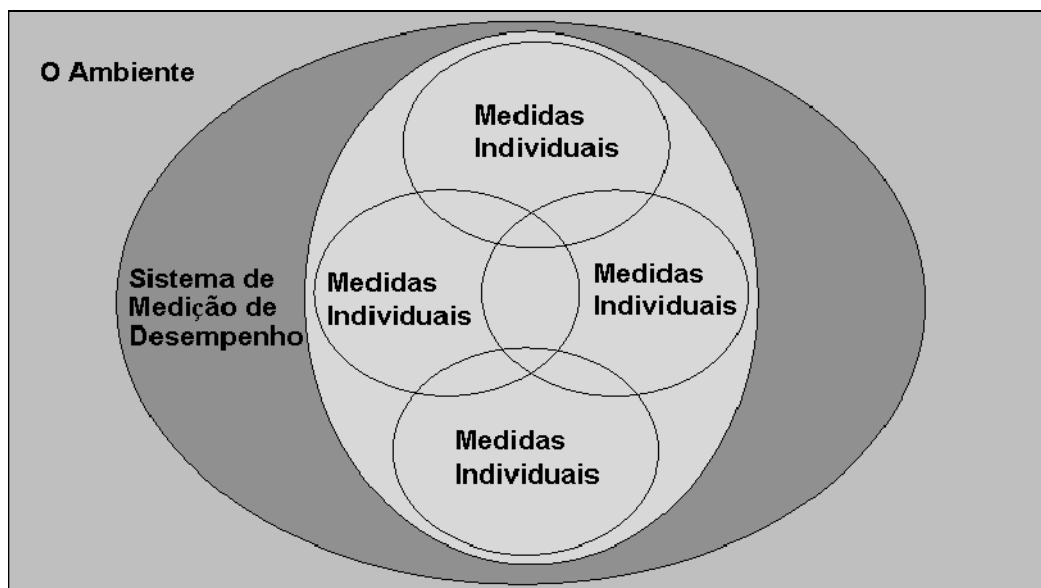 O Ambiente
Medidas
Individuais
Sistema de
Medição de
Desempenho
Medidas
Individuais
Medidas
Individuais
Medidas
Individuais